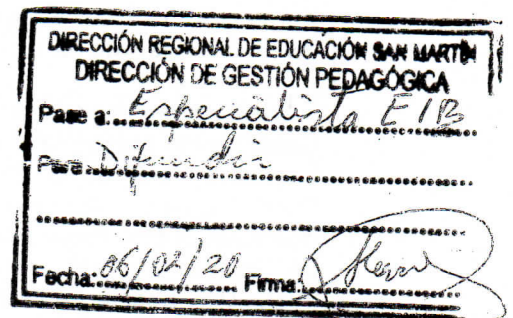 DIRECCIÓN REGIONAL DE EDUCACIÓN SAN MARTIN
DIRECCIÓN DE GESTIÓN PEDAGÓGICA
Pase a: Especialista EIB
Para Difundir
Fecha: 06/02/20 Firma: